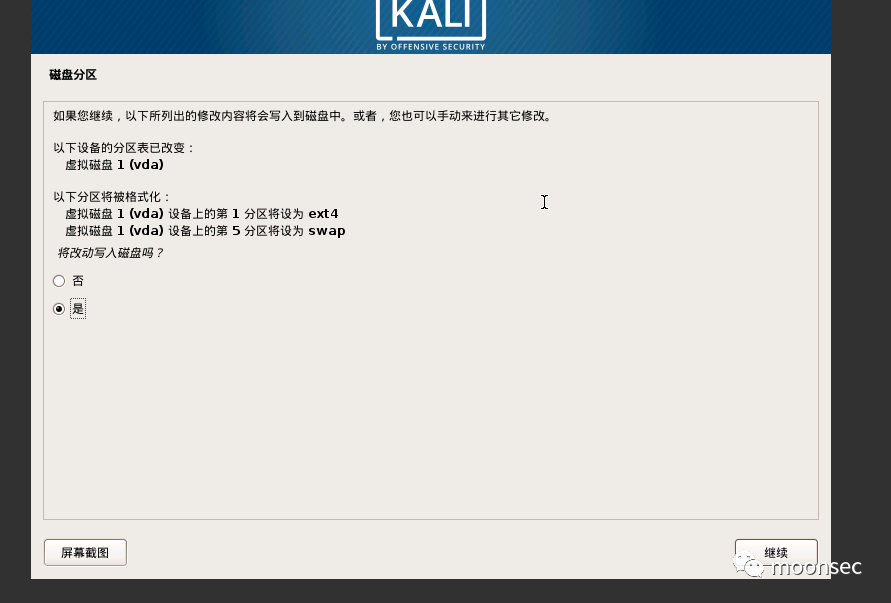 KALI
BY OFFENSIVE SECURITY
磁盘分区
如果您继续，以下所列出的修改内容将会写入到磁盘中。或者，您也可以手动来进行其它修改。
以下设备的分区表已改变：
虚拟磁盘 1 (vda)
以下分区将被格式化：
虚拟磁盘 1 (vda) 设备上的第 1 分区将设为 ext4
虚拟磁盘 1 (vda) 设备上的第 5 分区将设为 swap
将改动写入磁盘吗？
否
是
屏幕截图
继续
moonsec